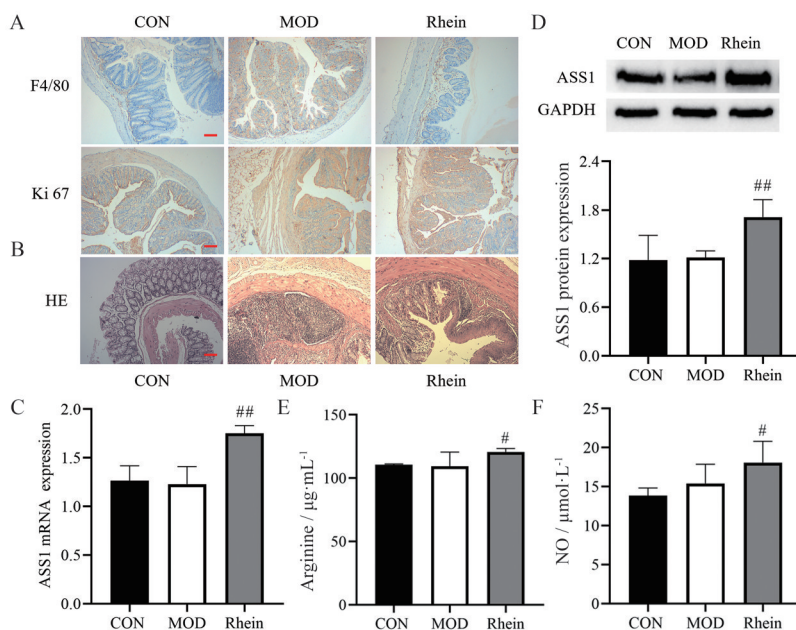 A
CON MOD Rhein
F4/80
Ki 67
B
HE
CON MOD Rhein
C
ASS1 mRNA expression
2.0
1.5
1.0
0.5
0.0
##
CON MOD Rhein
D
CON MOD Rhein
ASS1
GAPDH
ASS1 protein expression
2.4
1.8
1.2
0.6
0.0
##
CON MOD Rhein
E
Arginine / μg·mL⁻¹
150
100
50
0
#
CON MOD Rhein
F
NO / μmol·L⁻¹
25
20
15
10
5
0
#
CON MOD Rhein